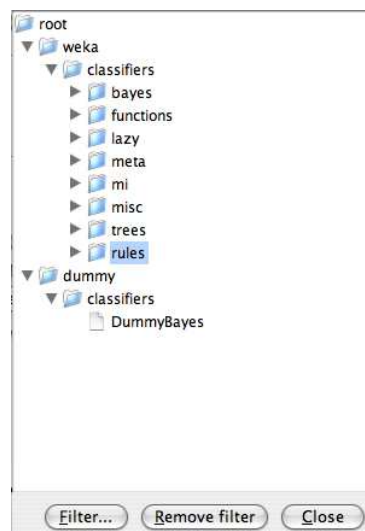 root
weka
classifiers
bayes
functions
lazy
meta
mi
misc
trees
rules
dummy
classifiers
DummyBayes
Filter... Remove filter Close